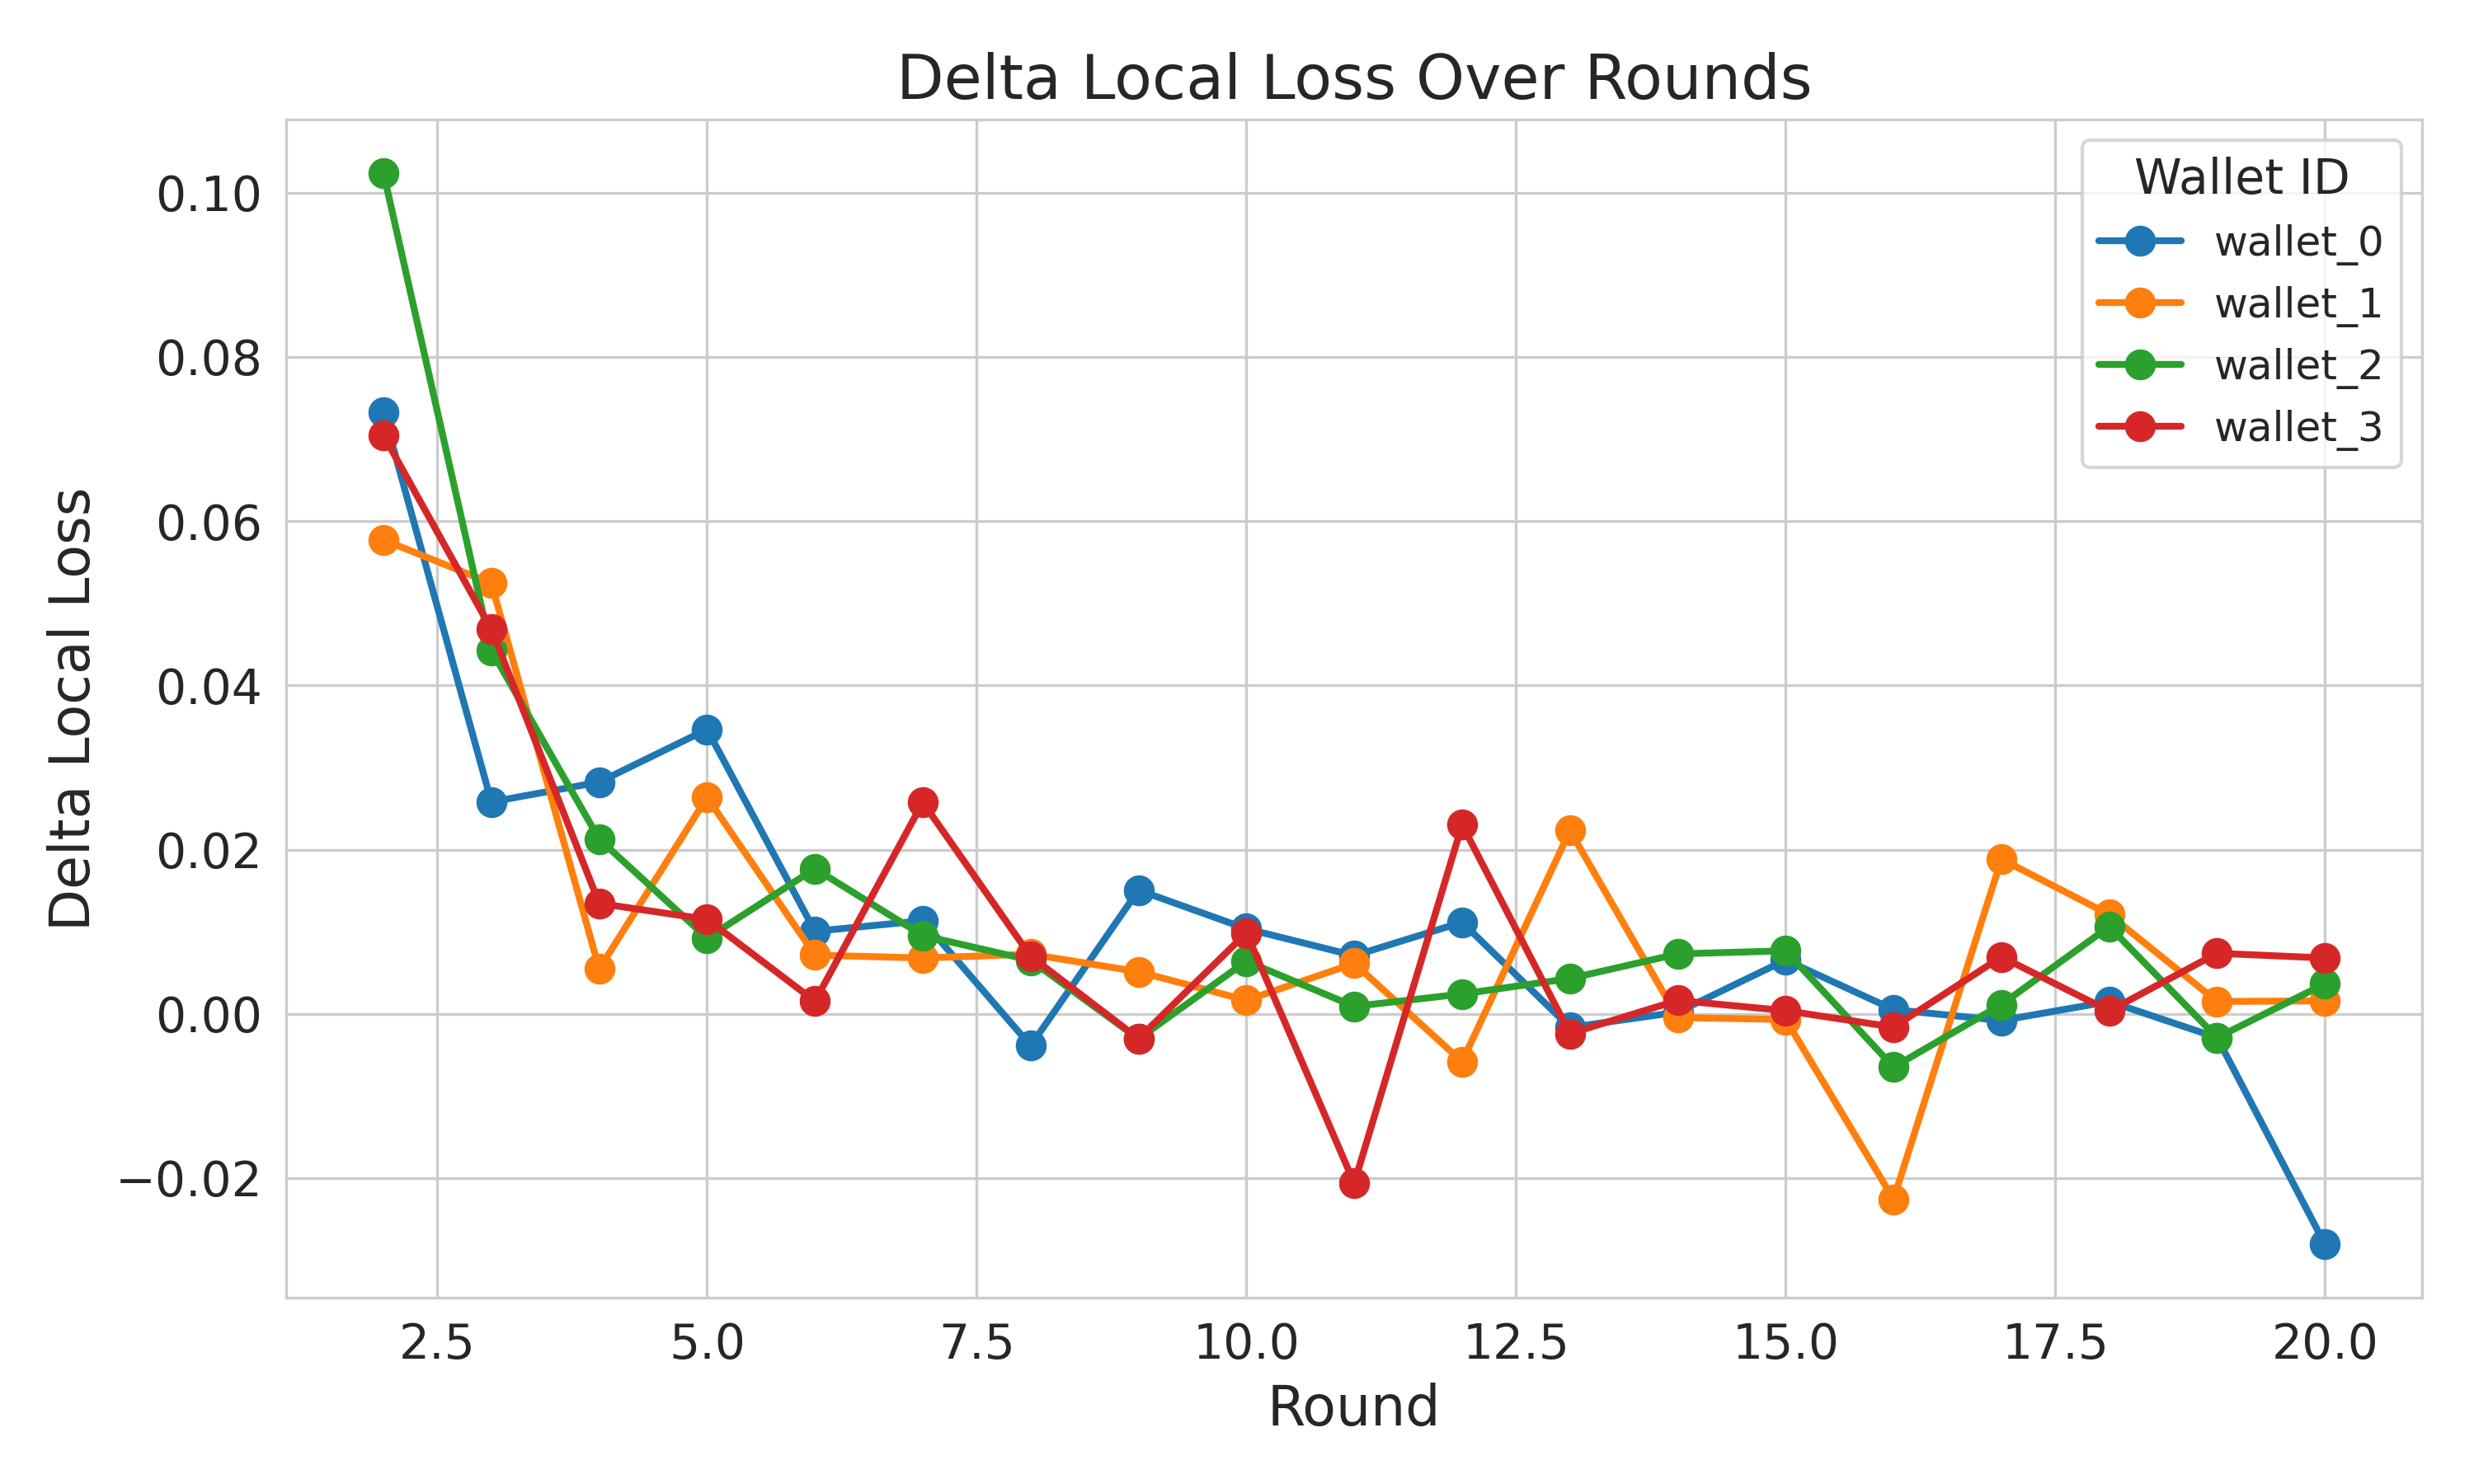 Delta Local Loss Over Rounds
Delta Local Loss
0.10
0.08
0.06
0.04
0.02
0.00
−0.02
2.5 5.0 7.5 10.0 12.5 15.0 17.5 20.0
Round
Wallet ID
wallet_0
wallet_1
wallet_2
wallet_3